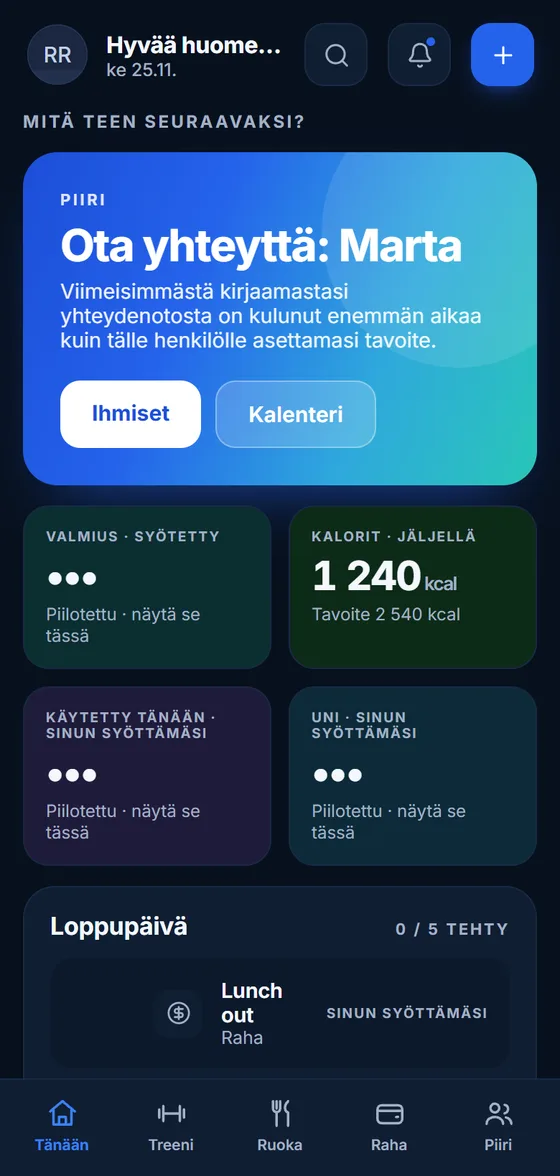 RR
Hyvää huome...
ke 25.11.
MITÄ TEEN SEURAAVAKSI?
PIIRI
Ota yhteyttä: Marta
Viimeisimmästä kirjaamastasi
yhteydenotosta on kulunut enemmän aikaa
kuin tälle henkilölle asettamasi tavoite.
Ihmiset
Kalenteri
VALMIUS · SYÖTETTY
•••
Piilotettu · näytä se
tässä
KALORIT · JÄLJELLÄ
1 240 kcal
Tavoite 2 540 kcal
KÄYTETTY TÄNÄÄN ·
SINUN SYÖTTÄMÄSI
•••
Piilotettu · näytä se
tässä
UNI · SINUN
SYÖTTÄMÄSI
•••
Piilotettu · näytä se
tässä
Loppupäivä
0 / 5 TEHTY
Lunch
out
Raha
SINUN SYÖTTÄMÄSI
Tänään
Treeni
Ruoka
Raha
Piiri